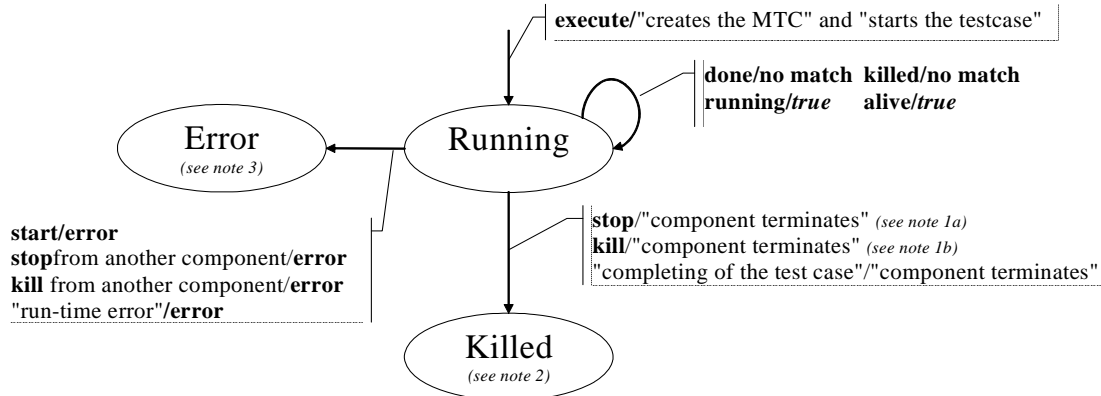 execute/"creates the MTC" and "starts the testcase"
done/no match killed/no match
running/true alive/true
Error
(see note 3)
Running
start/error
stopfrom another component/error
kill from another component/error
"run-time error"/error
stop/"component terminates" (see note 1a)
kill/"component terminates" (see note 1b)
"completing of the test case"/"component terminates"
Killed
(see note 2)